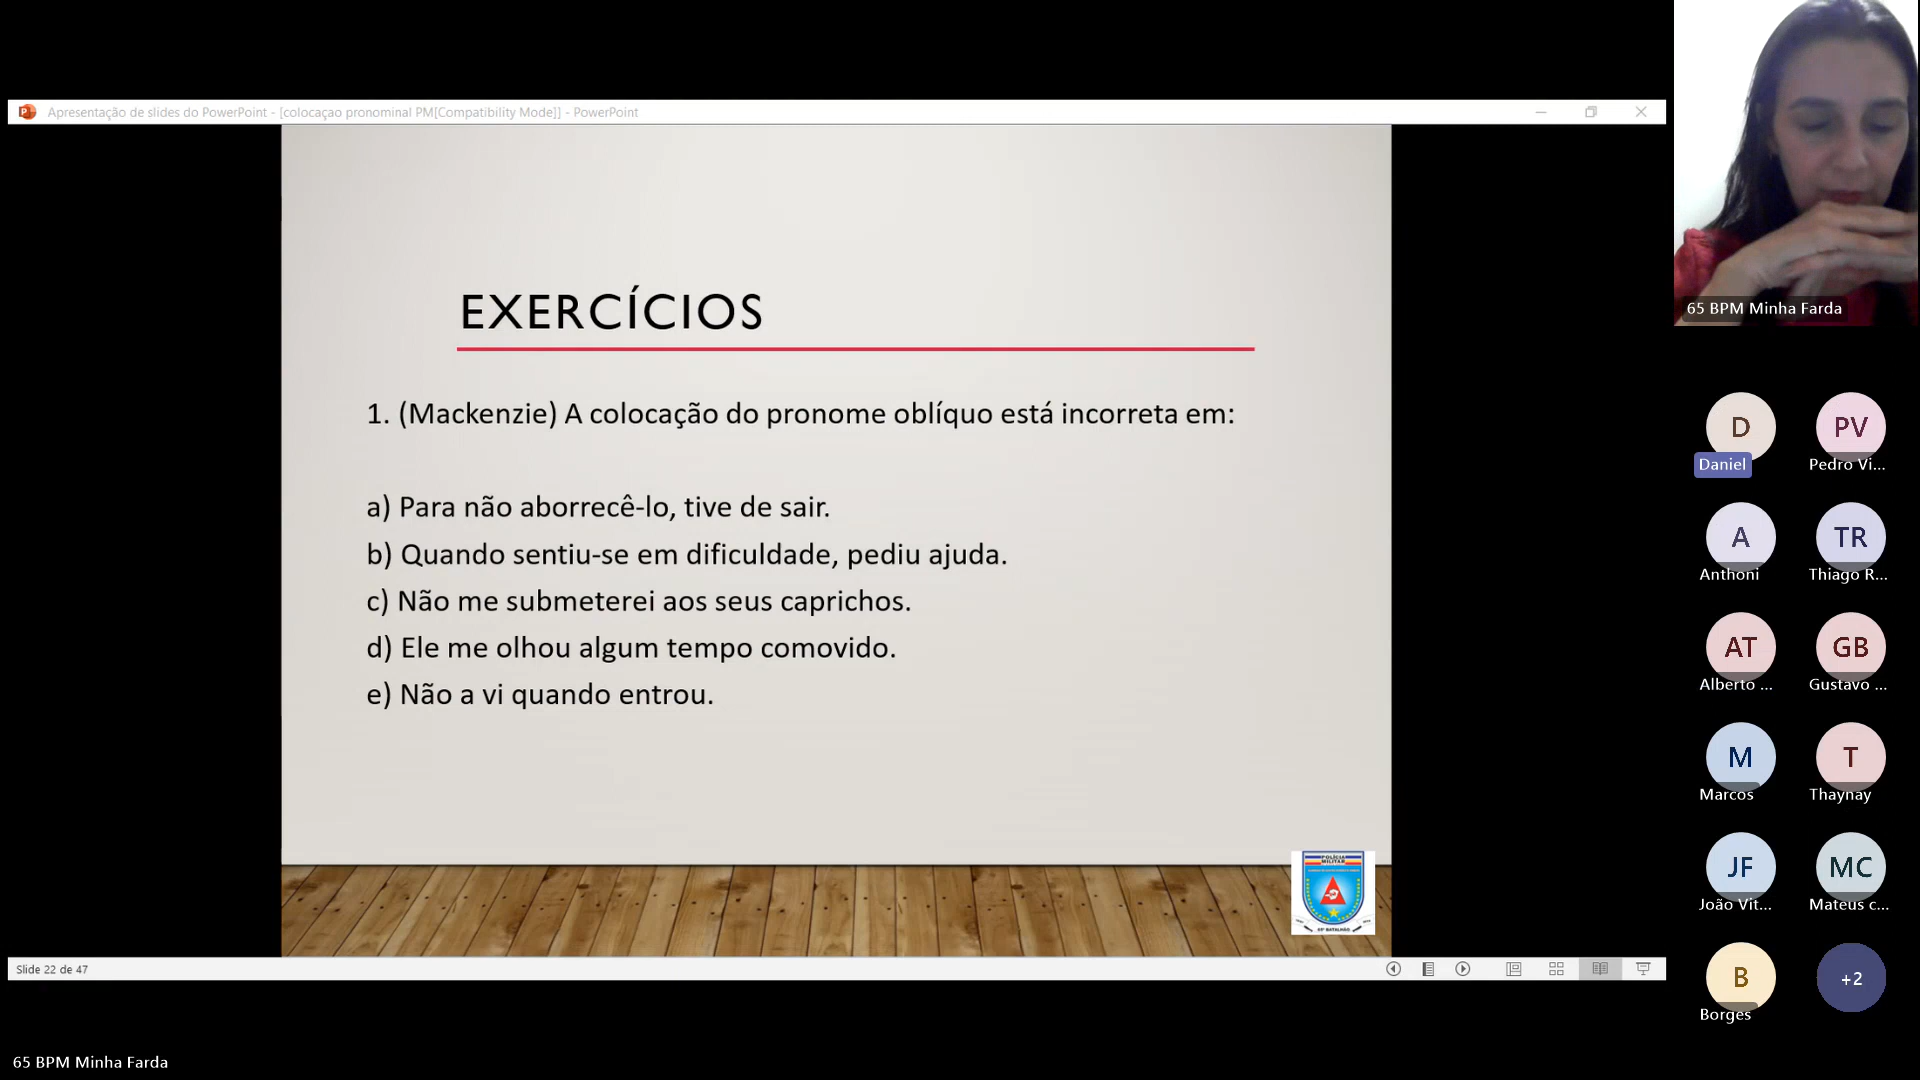 Apresentação de slides do PowerPoint - [colocaçao pronominal PM[Compatibility Mode]] - PowerPoint
EXERCÍCIOS
1. (Mackenzie) A colocação do pronome oblíquo está incorreta em:
a) Para não aborrecê-lo, tive de sair.
b) Quando sentiu-se em dificuldade, pediu ajuda.
c) Não me submeterei aos seus caprichos.
d) Ele me olhou algum tempo comovido.
e) Não a vi quando entrou.
POLÍCIA
MILITAR
65º BATALHÃO
Slide 22 de 47
65 BPM Minha Farda
65 BPM Minha Farda
D
Daniel
PV
Pedro Vi...
A
Anthoni
TR
Thiago R...
AT
Alberto ...
GB
Gustavo ...
M
Marcos
T
Thaynay
JF
João Vit...
MC
Mateus c...
B
Borges
+2